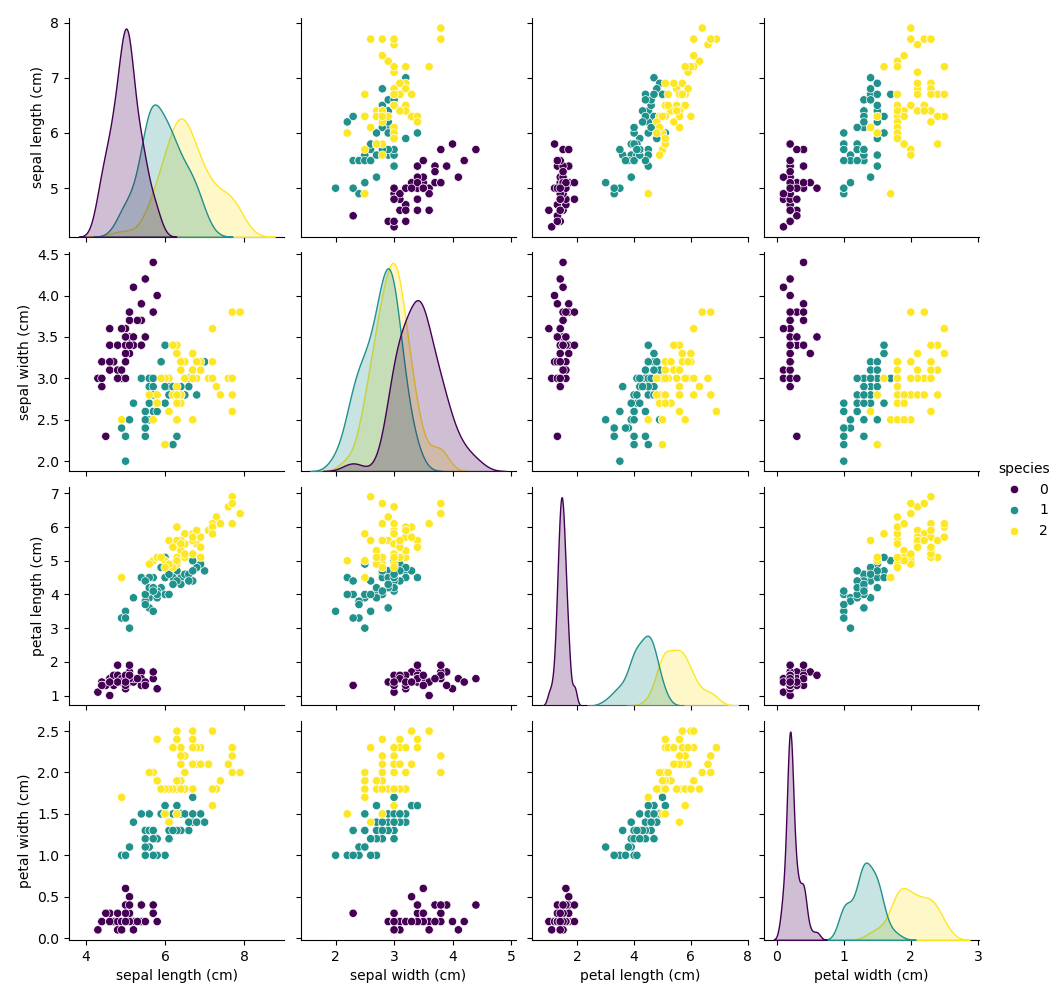 8
7
6
5
sepal length (cm)
4.5
4.0
3.5
3.0
2.5
2.0
sepal width (cm)
7
6
5
4
3
2
1
petal length (cm)
species
0
1
2
2.5
2.0
1.5
1.0
0.5
0.0
petal width (cm)
4 6 8
sepal length (cm)
2 3 4 5
sepal width (cm)
2 4 6 8
petal length (cm)
0 1 2 3
petal width (cm)